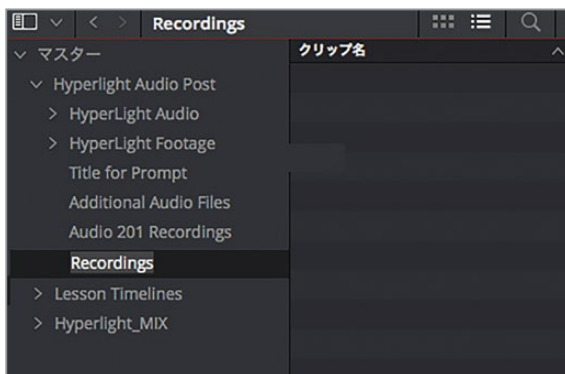 Recordings
クリップ名
マスター
Hyperlight Audio Post
HyperLight Audio
HyperLight Footage
Title for Prompt
Additional Audio Files
Audio 201 Recordings
Recordings
Lesson Timelines
Hyperlight_MIX